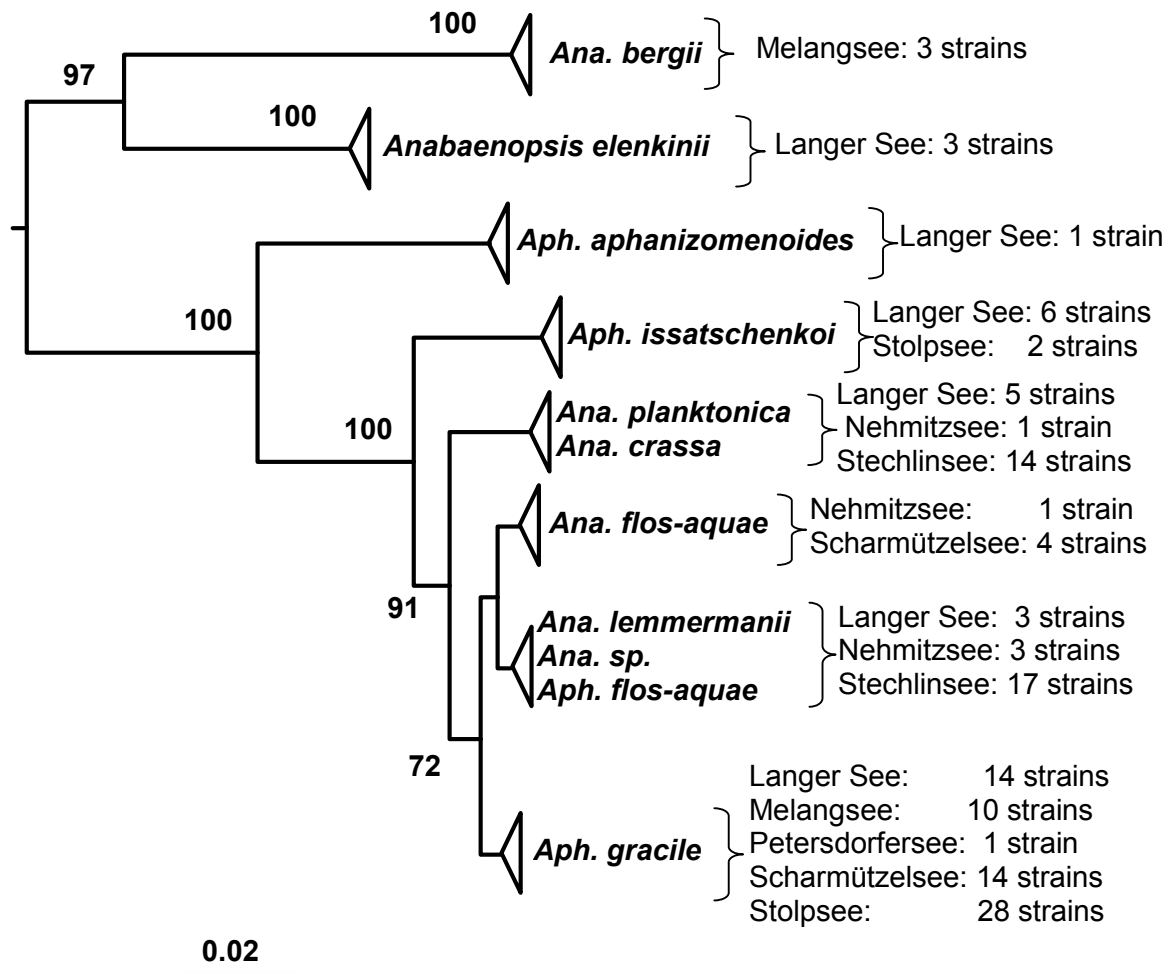 100
Ana. bergii
Melangsee: 3 strains
97
100
Anabaenopsis elenkinii
Langer See: 3 strains
Aph. aphanizomenoides
Langer See: 1 strain
100
Aph. issatschenkoi
Langer See: 6 strains
Stolpsee: 2 strains
100
Ana. planktonica
Ana. crassa
Langer See: 5 strains
Nehmitzsee: 1 strain
Stechlinsee: 14 strains
Ana. flos-aquae
Nehmitzsee: 1 strain
Scharmützelsee: 4 strains
91
Ana. lemmermanii
Ana. sp.
Aph. flos-aquae
Langer See: 3 strains
Nehmitzsee: 3 strains
Stechlinsee: 17 strains
72
Aph. gracile
Langer See: 14 strains
Melangsee: 10 strains
Petersdorfersee: 1 strain
Scharmützelsee: 14 strains
Stolpsee: 28 strains
0.02